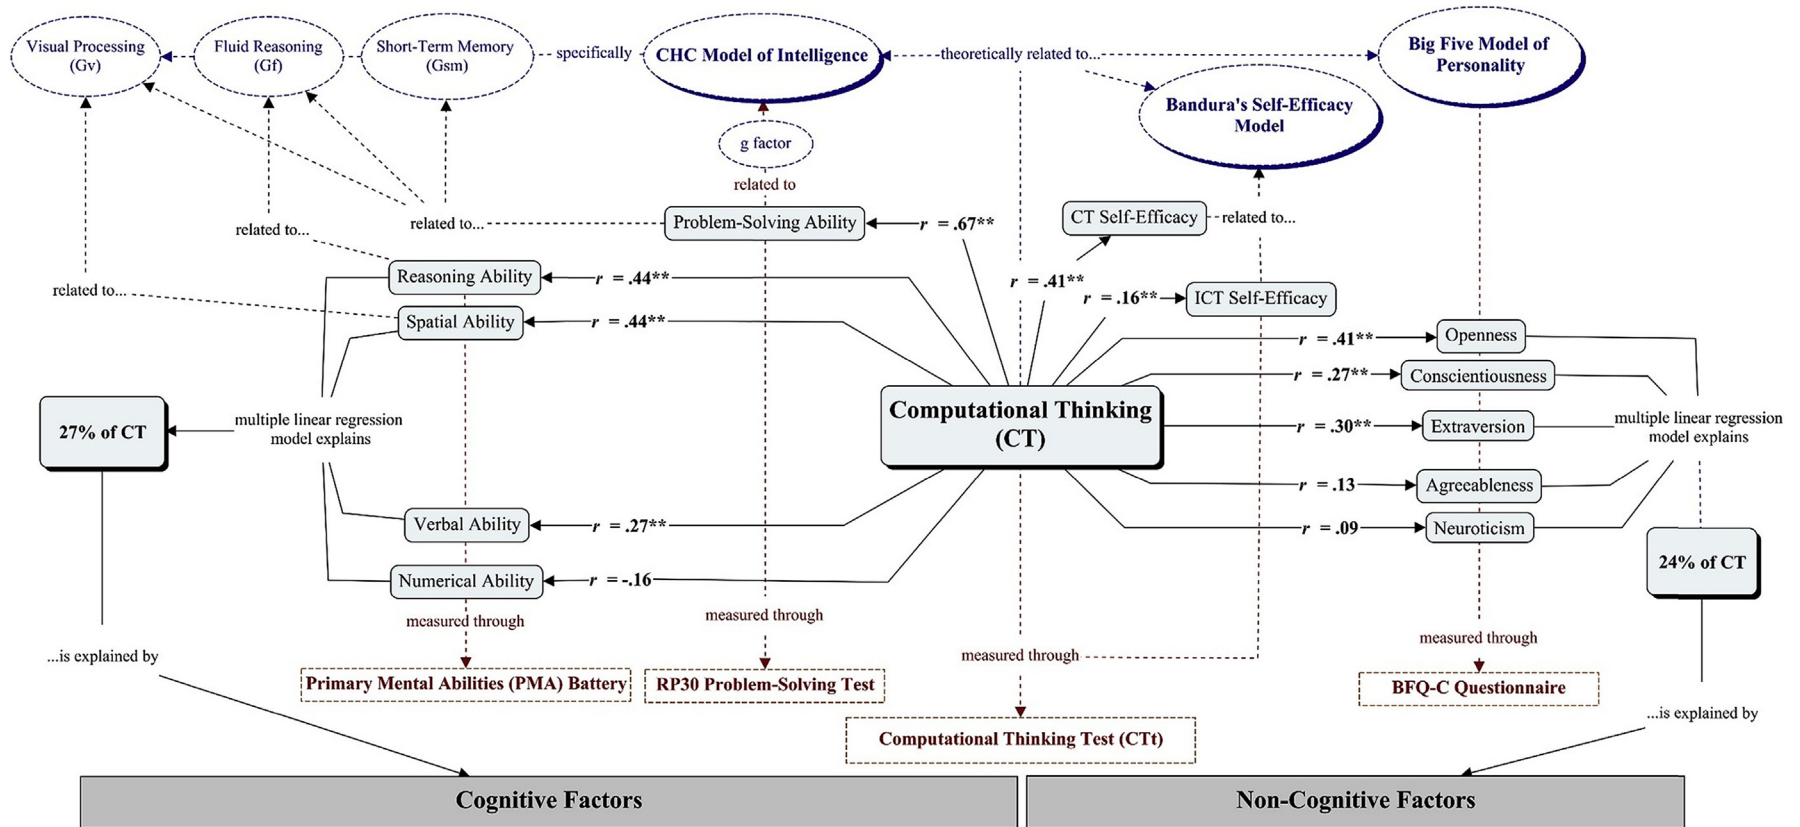 Visual Processing
(Gv)
Fluid Reasoning
(Gf)
Short-Term Memory
(Gsm)
specifically
CHC Model of Intelligence
theoretically related to...
Big Five Model of
Personality
Bandura's Self-Efficacy
Model
g factor
related to
Problem-Solving Ability
r = .67**
CT Self-Efficacy
related to...
related to...
related to...
Reasoning Ability
r = .44**
r = .41**
related to...
r = .16**
ICT Self-Efficacy
Spatial Ability
r = .44**
r = .41**
Openness
r = .27**
Conscientiousness
27% of CT
multiple linear regression
model explains
Computational Thinking
(CT)
r = .30**
Extraversion
multiple linear regression
model explains
r = .13
Agreeableness
Verbal Ability
r = .27**
r = .09
Neuroticism
Numerical Ability
r = -.16
24% of CT
measured through
measured through
measured through
measured through
...is explained by
Primary Mental Abilities (PMA) Battery
RP30 Problem-Solving Test
BFQ-C Questionnaire
...is explained by
Computational Thinking Test (CTt)
Cognitive Factors
Non-Cognitive Factors